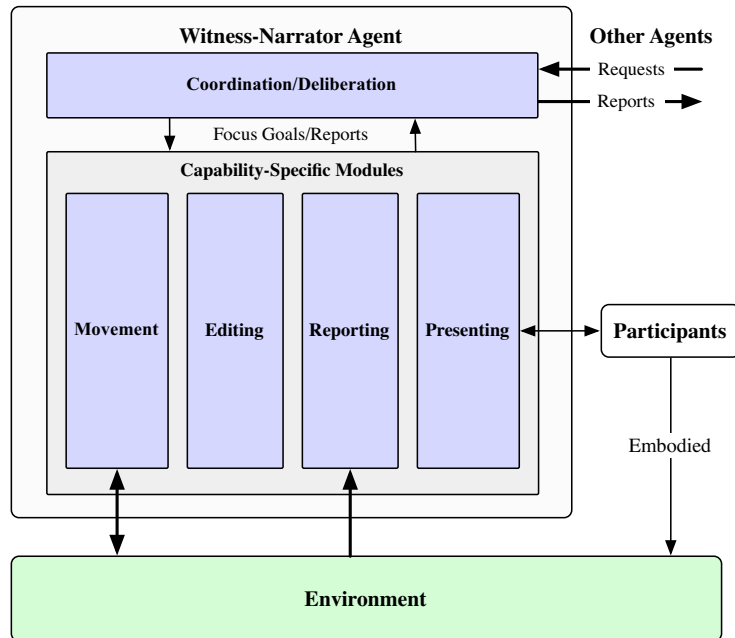 Witness-Narrator Agent
Other Agents
Coordination/Deliberation
Requests
Reports
Focus Goals/Reports
Capability-Specific Modules
Movement
Editing
Reporting
Presenting
Participants
Embodied
Environment